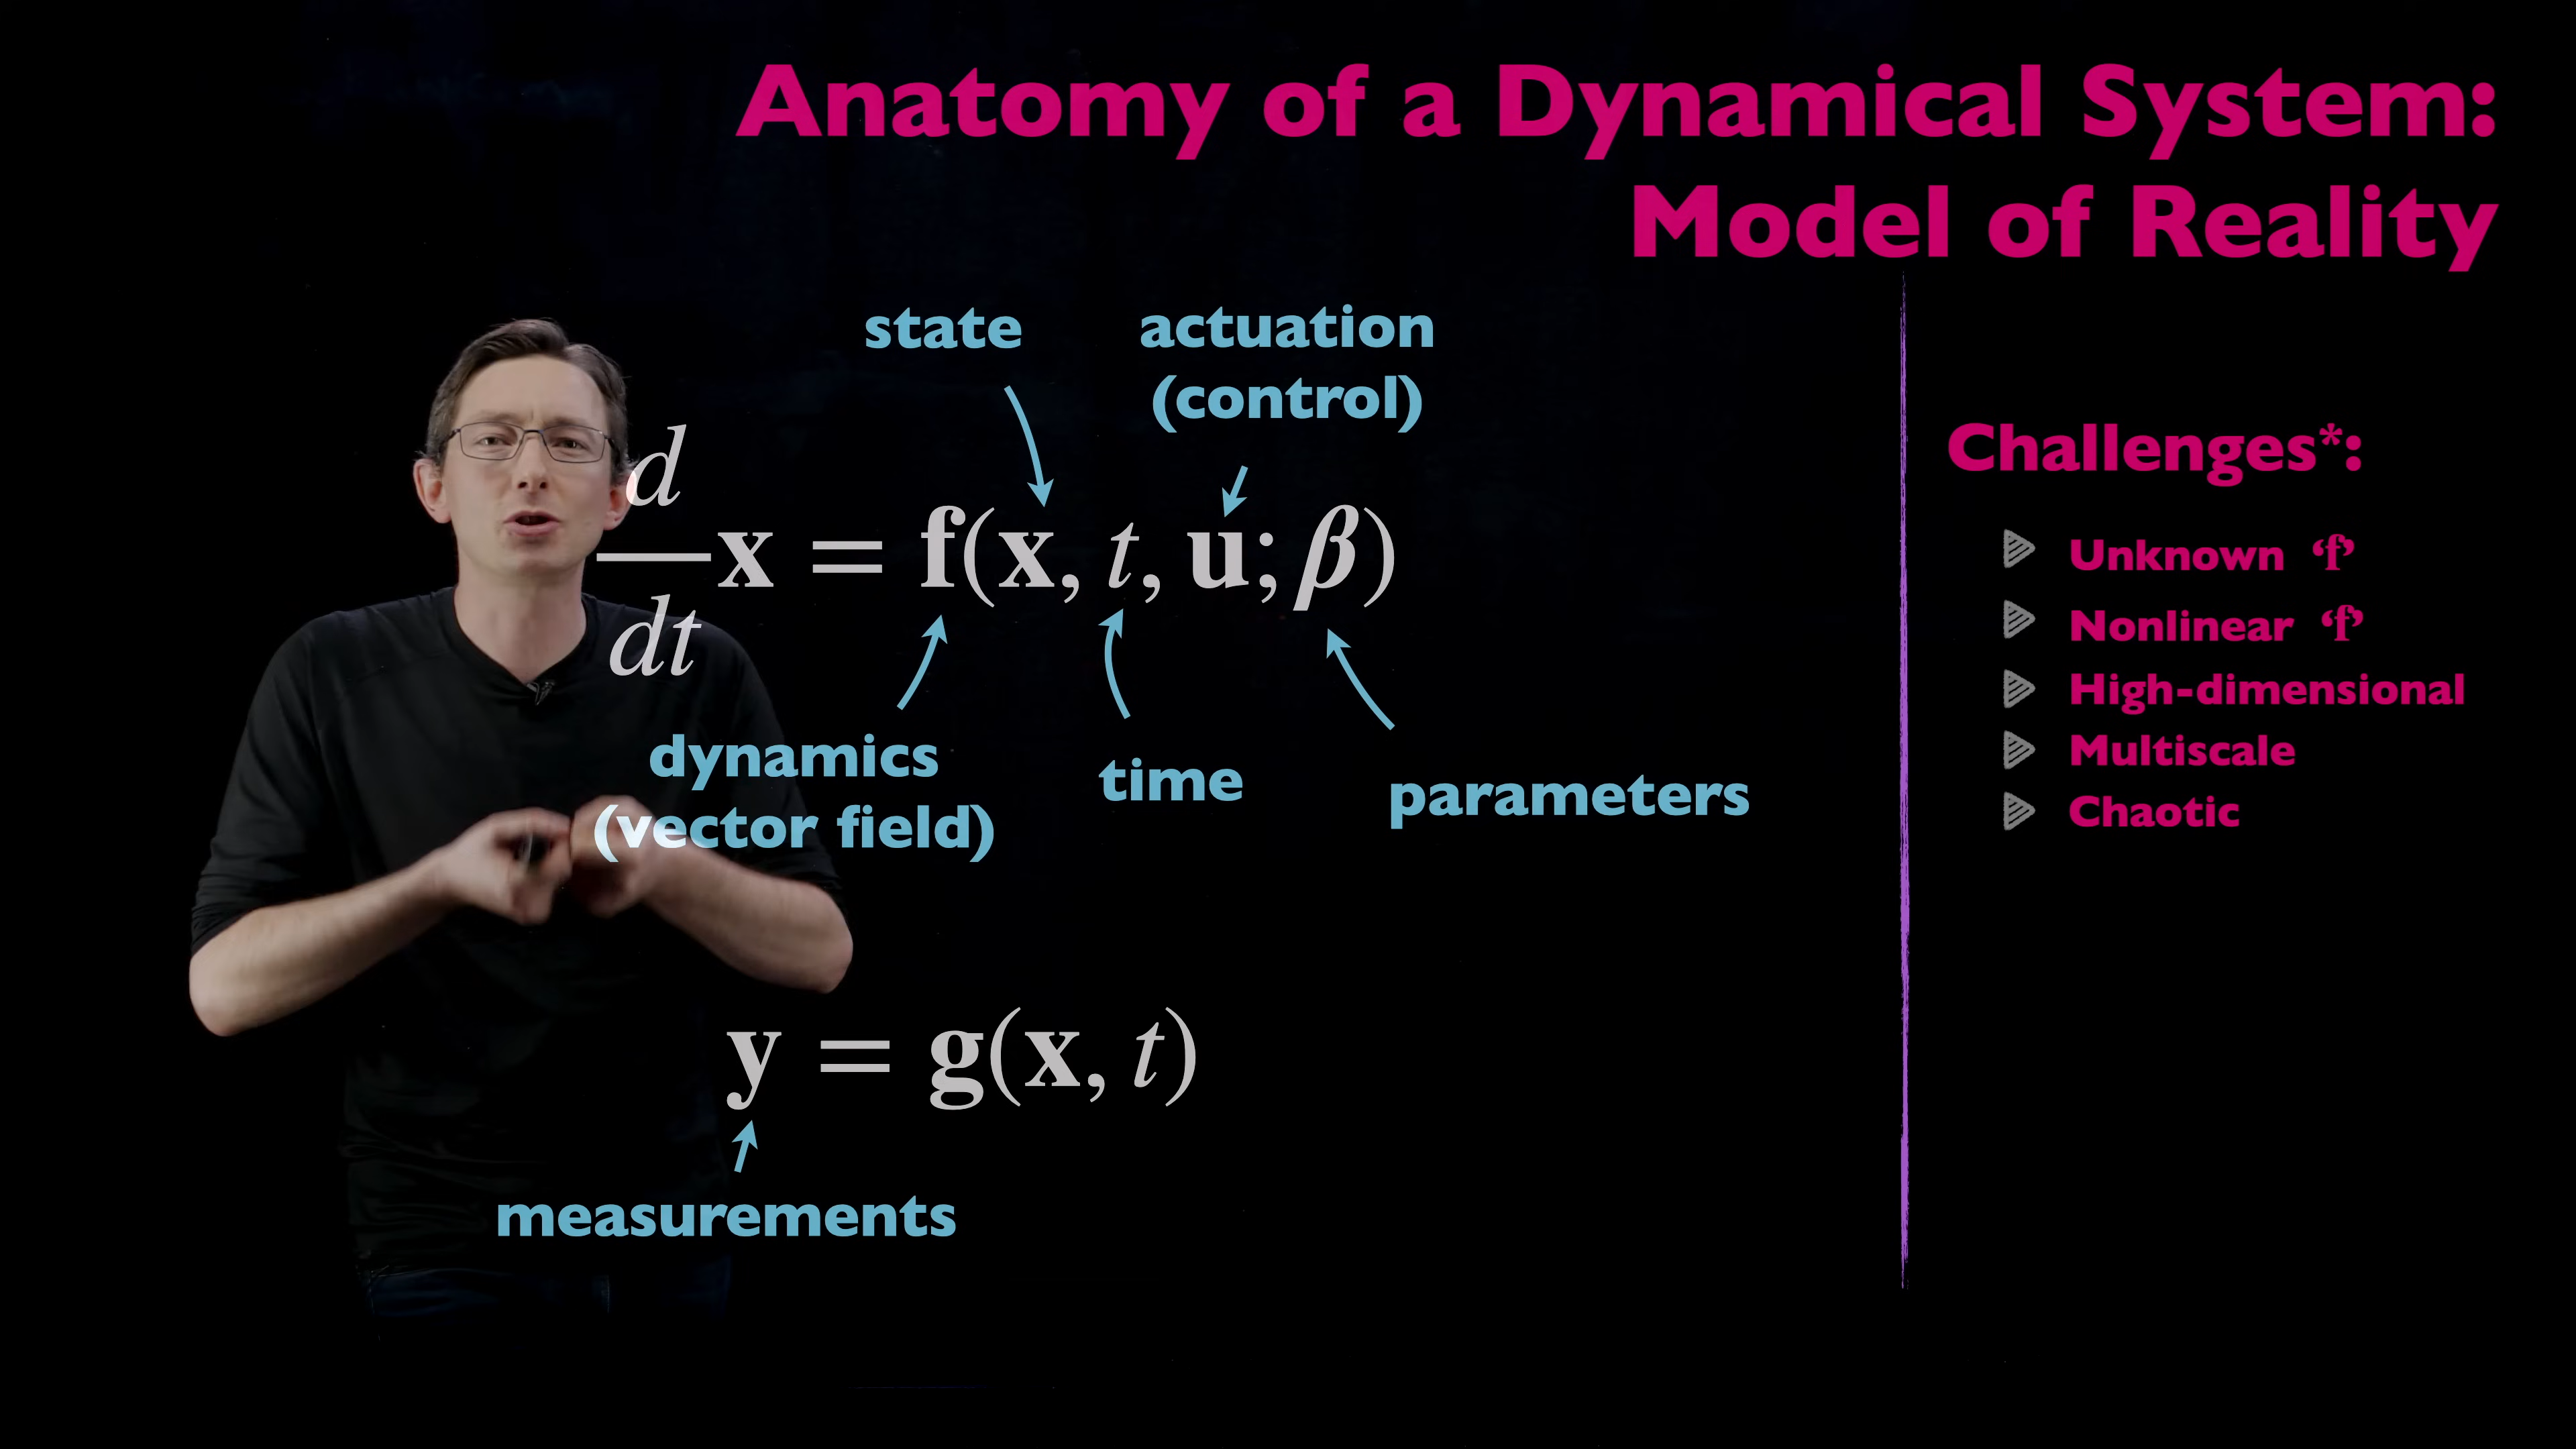 Anatomy of a Dynamical System:
Model of Reality
state
actuation
(control)
d/dt x = f(x, t, u; β)
dynamics
(vector field)
time
parameters
y = g(x, t)
measurements
Challenges*:
Unknown ‘f’
Nonlinear ‘f’
High-dimensional
Multiscale
Chaotic